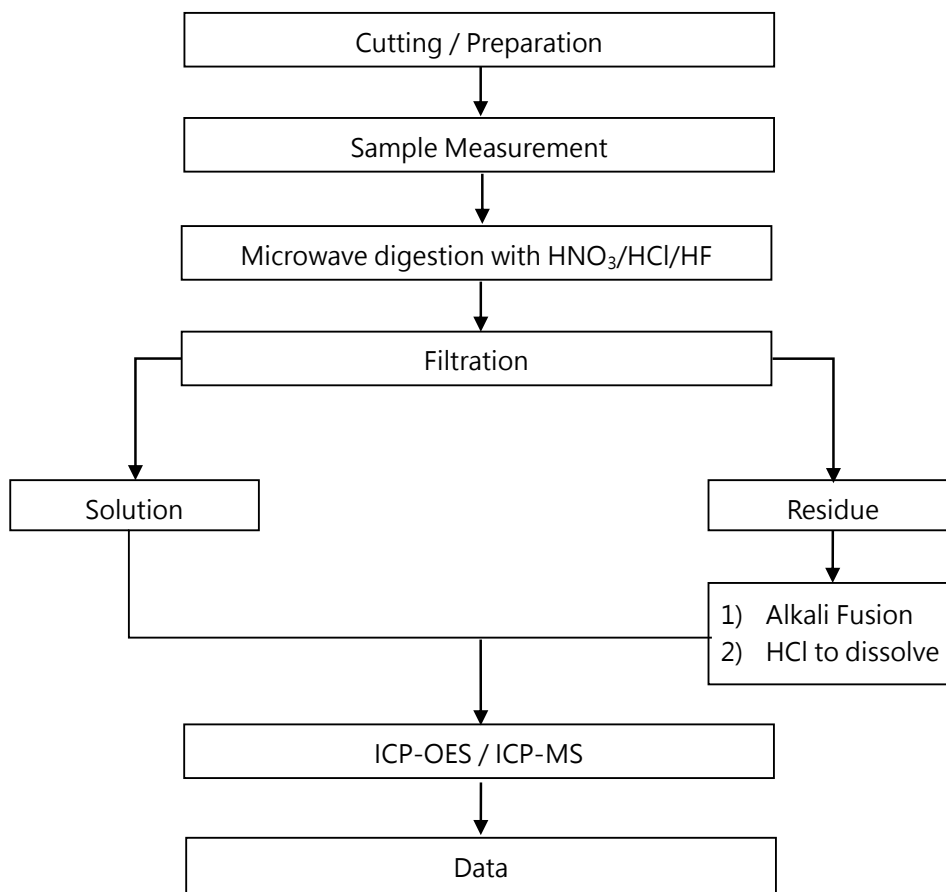 Cutting / Preparation
Sample Measurement
Microwave digestion with HNO₃/HCl/HF
Filtration
Solution
Residue
1) Alkali Fusion
2) HCl to dissolve
ICP-OES / ICP-MS
Data